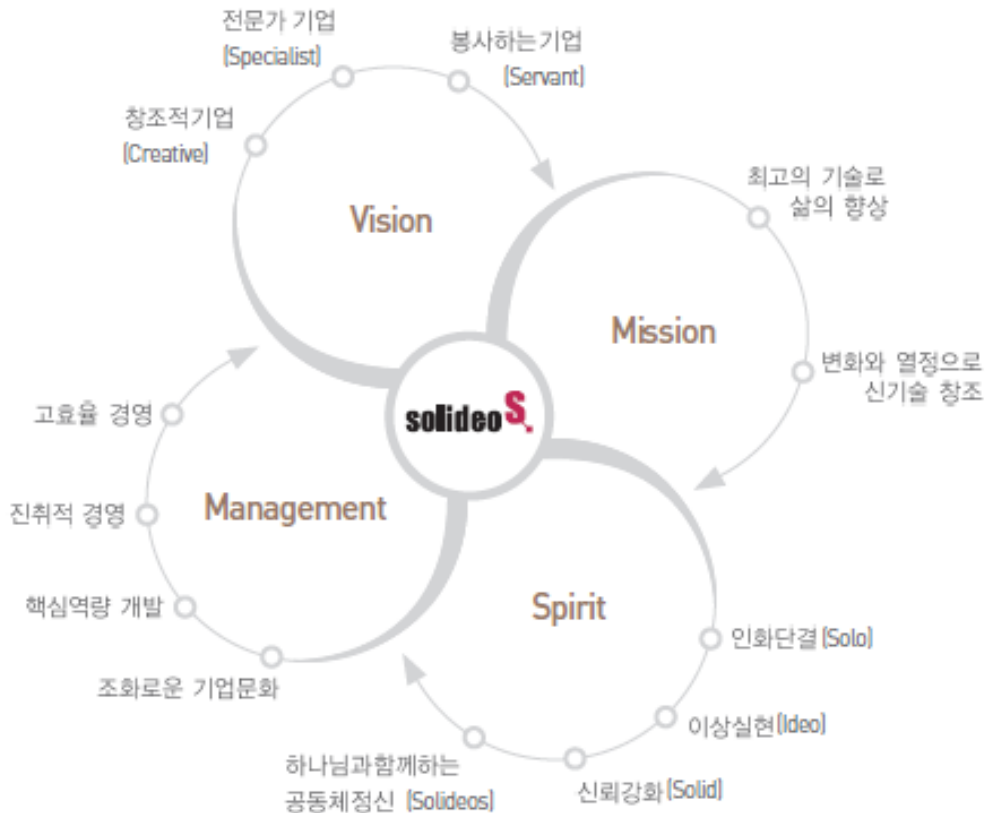 전문가 기업
(Specialist)
봉사하는기업
(Servant)
창조적기업
(Creative)
Vision
최고의 기술로
삶의 향상
Mission
변화와 열정으로
신기술 창조
solideo S.
고효율 경영
진취적 경영
Management
핵심역량 개발
조화로운 기업문화
Spirit
인화단결(Solo)
이상실현(Ideo)
신뢰강화(Solid)
하나님과함께하는
공동체정신 (Solideos)